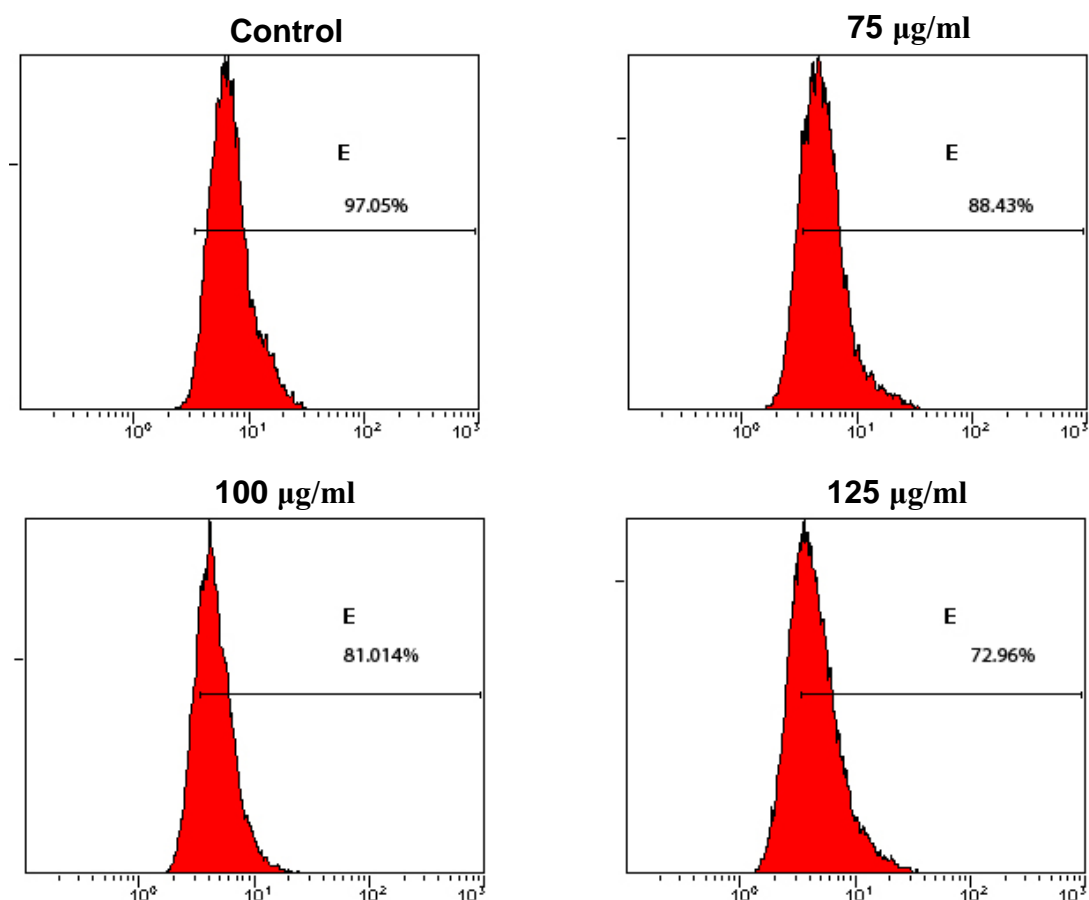 Control
E
97.05%
10⁰ 10¹ 10² 10³
75 µg/ml
E
88.43%
10⁰ 10¹ 10² 10³
100 µg/ml
E
81.014%
10⁰ 10¹ 10² 10³
125 µg/ml
E
72.96%
10⁰ 10¹ 10² 10³